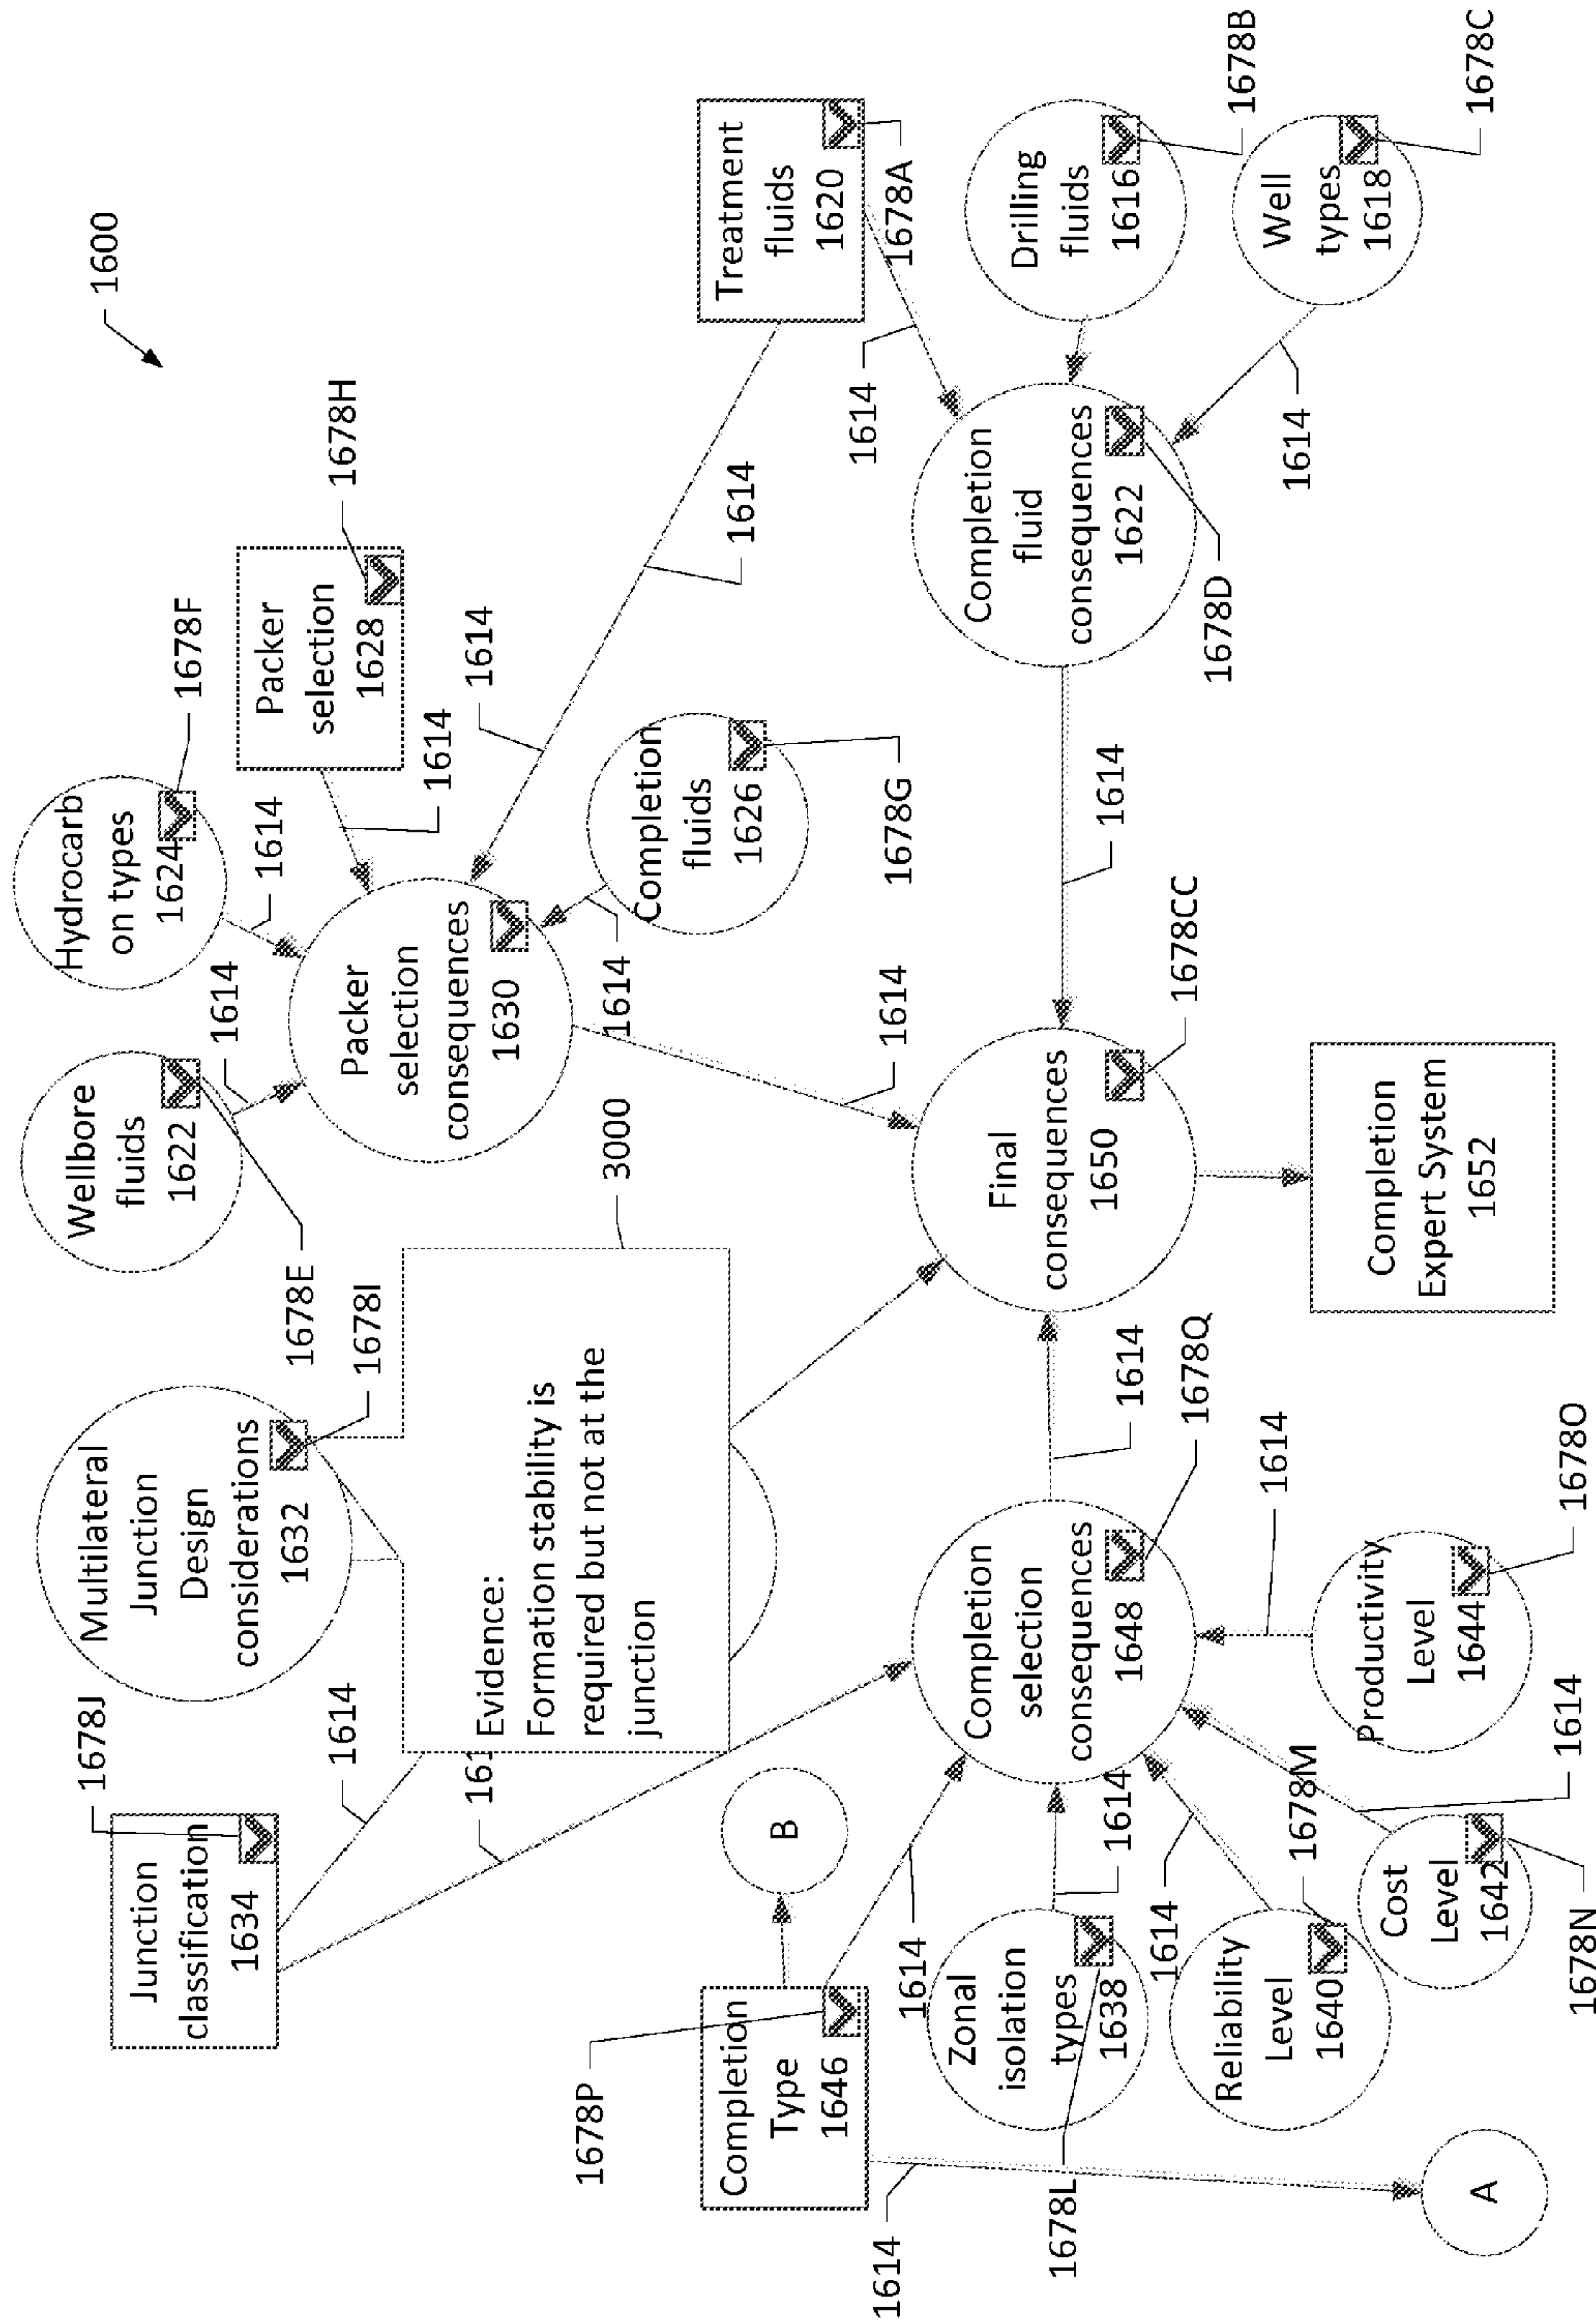 1600
Junction
classification
1634
1678J
1614
Multilateral
Junction
Design
considerations
1632
1678I
Wellbore
fluids
1622
1678E
1614
Hydrocarb
on types
1624
1678F
1614
Packer
selection
1628
1678H
1614
1614
Packer
selection
consequences
1630
1614
Completion
fluids
1626
1678G
1614
Treatment
fluids
1620
1678A
1614
161
Evidence:
Formation stability is
required but not at the
junction
3000
1678P
Completion
Type
1646
B
1614
1614
1614
Zonal
isolation
types
1638
1678L
1614
Completion
selection
consequences
1648
1678Q
1614
Final
consequences
1650
1678CC
1614
1614
Completion
fluid
consequences
1622
1678D
Drilling
fluids
1616
1678B
Well
types
1618
1678C
1614
Reliability
Level
1640
1678M
1614
Cost
Level
1642
1678N
1614
Productivity
Level
1644
1678O
1614
Completion
Expert System
1652
A